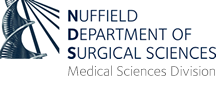 NUFFIELD
DEPARTMENT OF
SURGICAL SCIENCES
Medical Sciences Division